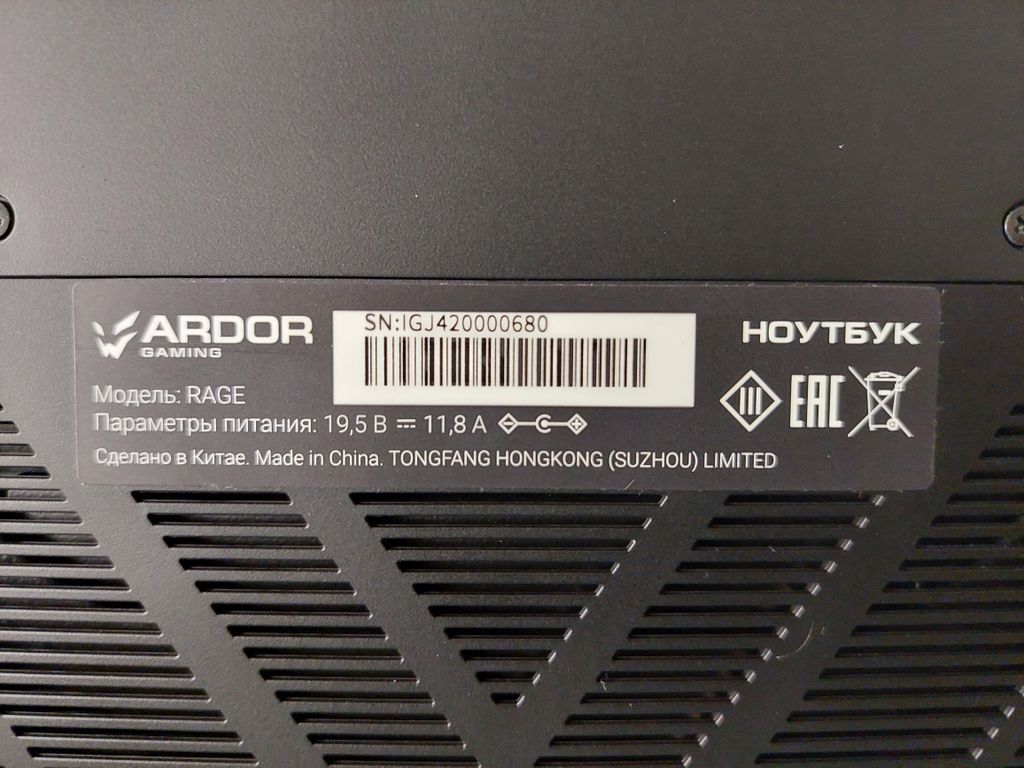 ARDOR
GAMING
SN:IGJ420000680
НОУТБУК
Модель: RAGE
Параметры питания: 19,5 В ⎓ 11,8 А
Сделано в Китае. Made in China. TONGFANG HONGKONG (SUZHOU) LIMITED
EAC